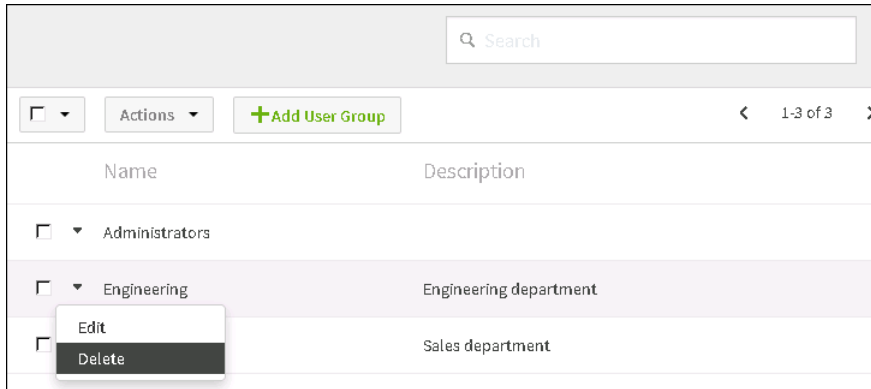 Search
Actions
Add User Group
1-3 of 3
Name Description
Administrators
Engineering Engineering department
Edit
Sales department
Delete